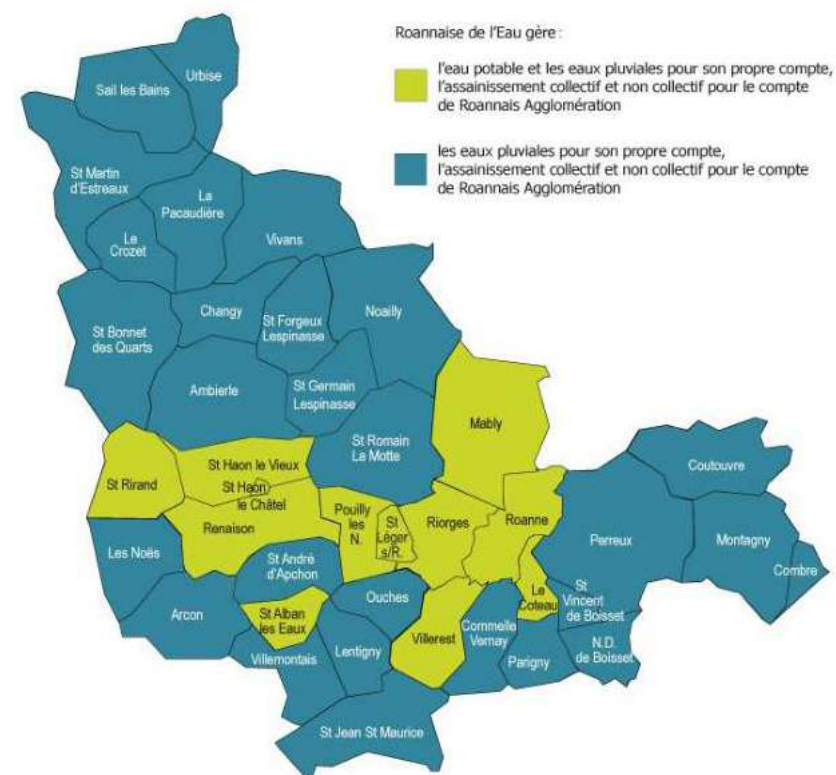 Roannaise de l'Eau gère :
l'eau potable et les eaux pluviales pour son propre compte,
l'assainissement collectif et non collectif pour le compte
de Roannais Agglomération
les eaux pluviales pour son propre compte,
l'assainissement collectif et non collectif pour le compte
de Roannais Agglomération
Urbise
Sail les Bains
St Martin
d'Estreaux
La
Pacaudière
Le
Crozet
Vivans
Changy
St Forgeux
Lespinasse
Noailly
St Bonnet
des Quarts
Ambierle
St Germain
Lespinasse
Mably
St Romain
La Motte
Coutouvre
St Rirand
St Haon le Vieux
St Haon
le Châtel
Renaison
Pouilly
les
N.
St
Léger
s/R.
Riorges
Roanne
Perreux
Montagny
Combre
Les Noës
St André
d'Apchon
Ouches
Le
Coteau
St
Vincent
de Boisset
Arcon
St Alban
les Eaux
Villerest
Commelle
Vernay
N.D.
de Boisset
Villemontais
Lentigny
Parigny
St Jean St Maurice